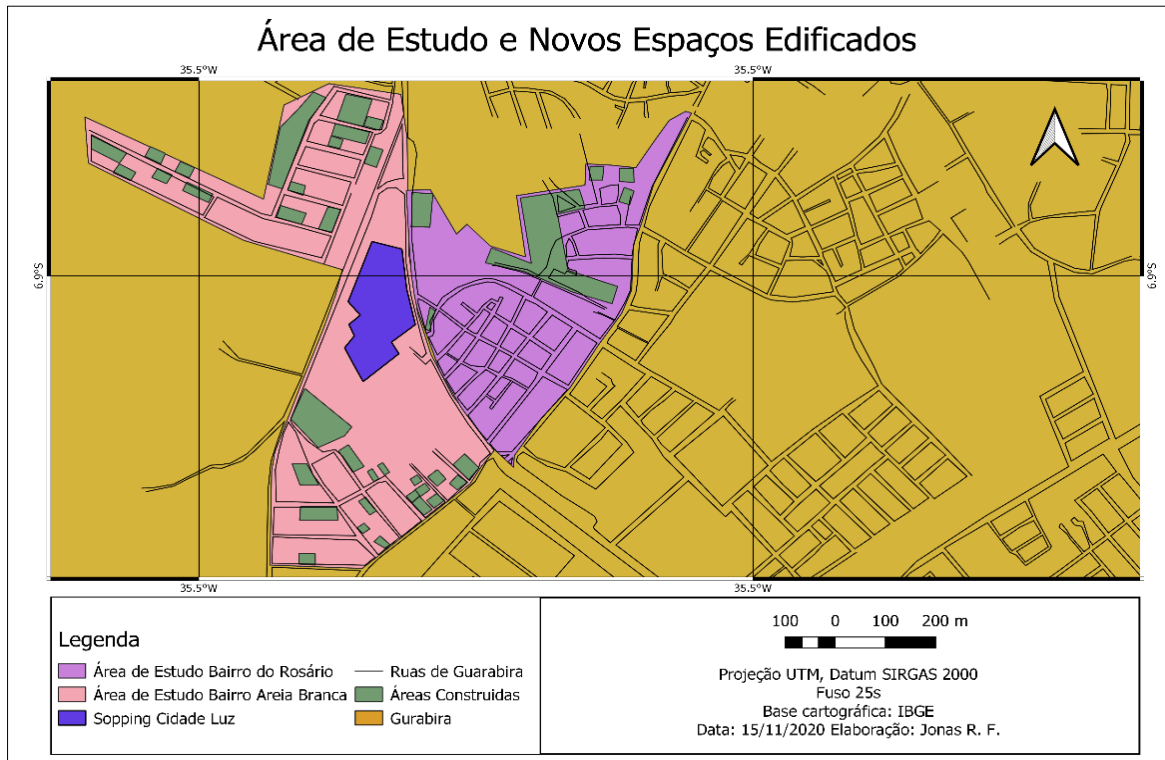 Área de Estudo e Novos Espaços Edificados
35.5°W 35.5°W
6.9°S 6.9°S
35.5°W 35.5°W
Legenda
Área de Estudo Bairro do Rosário
Área de Estudo Bairro Areia Branca
Sopping Cidade Luz
Ruas de Guarabira
Áreas Construidas
Gurabira
100 0 100 200 m
Projeção UTM, Datum SIRGAS 2000
Fuso 25s
Base cartográfica: IBGE
Data: 15/11/2020 Elaboração: Jonas R. F.